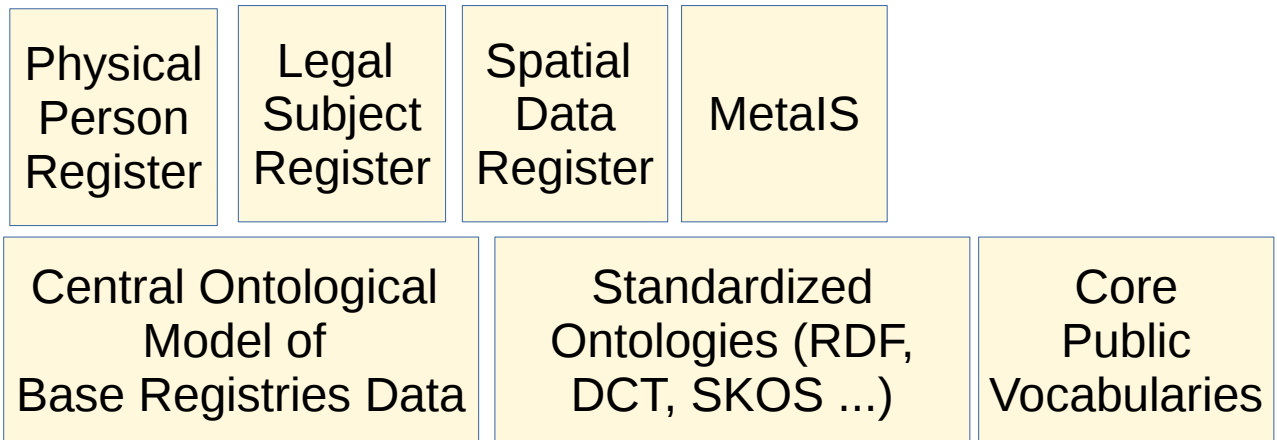 Physical
Person
Register
Legal
Subject
Register
Spatial
Data
Register
MetaIS
Central Ontological
Model of
Base Registries Data
Standardized
Ontologies (RDF,
DCT, SKOS ...)
Core
Public
Vocabularies